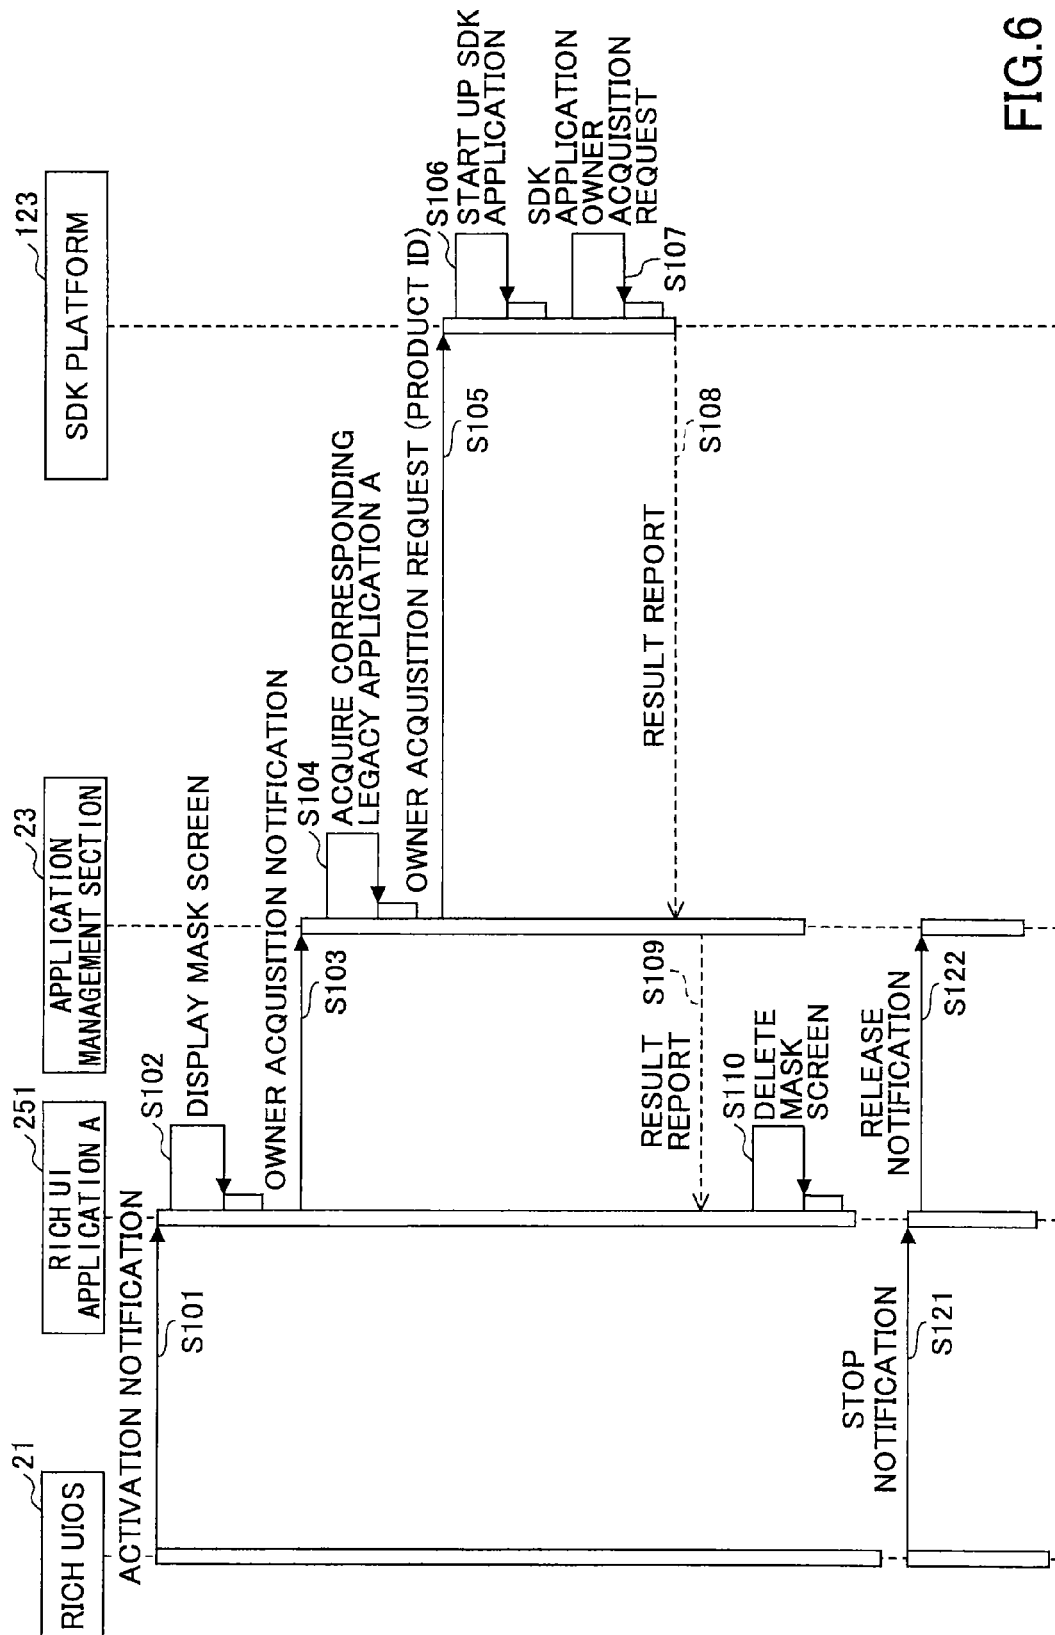 RICH UIOS
21
RICH UI
APPLICATION A
251
APPLICATION
MANAGEMENT SECTION
23
SDK PLATFORM
123
ACTIVATION NOTIFICATION
S101
S102
DISPLAY MASK SCREEN
OWNER ACQUISITION NOTIFICATION
S103
S104
ACQUIRE CORRESPONDING
LEGACY APPLICATION A
OWNER ACQUISITION REQUEST (PRODUCT ID)
S105
S106
START UP SDK
APPLICATION
SDK
APPLICATION
OWNER
ACQUISITION
REQUEST
S107
RESULT REPORT
S108
RESULT
REPORT
S109
S110
DELETE
MASK
SCREEN
STOP
NOTIFICATION
S121
RELEASE
NOTIFICATION
S122
FIG.6